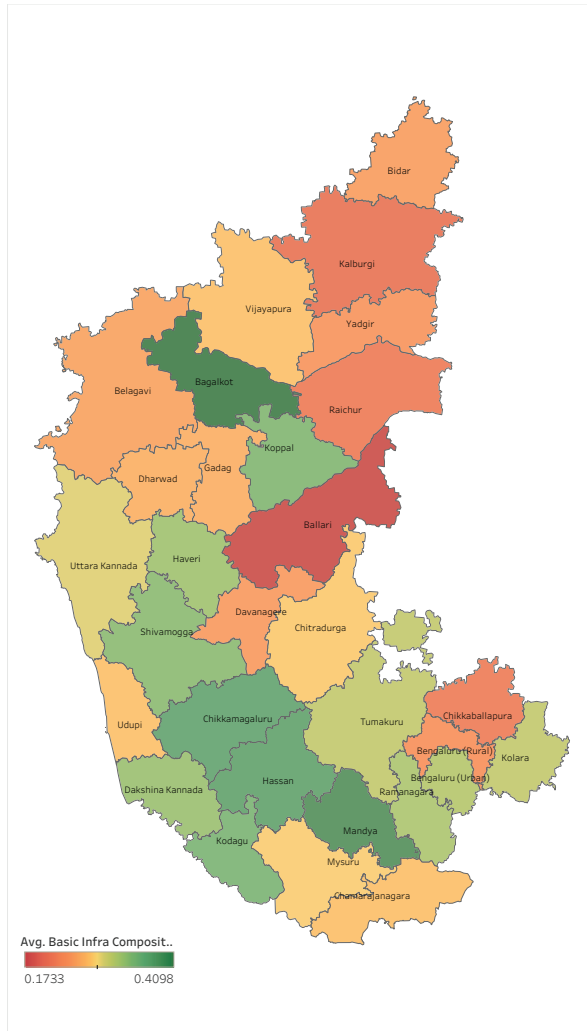 Bidar
Kalburgi
Vijayapura
Yadgir
Bagalkot
Belagavi
Raichur
Koppal
Gadag
Dharwad
Ballari
Haveri
Uttara Kannada
Davanagere
Chitradurga
Shivamogga
Chikkaballapura
Chikkamagaluru
Tumakuru
Udupi
Bengaluru (Rural)
Kolara
Bengaluru (Urban)
Hassan
Dakshina Kannada
Ramanagara
Mandya
Kodagu
Mysuru
Chamarajanagara
Avg. Basic Infra Composit..
0.1733 0.4098